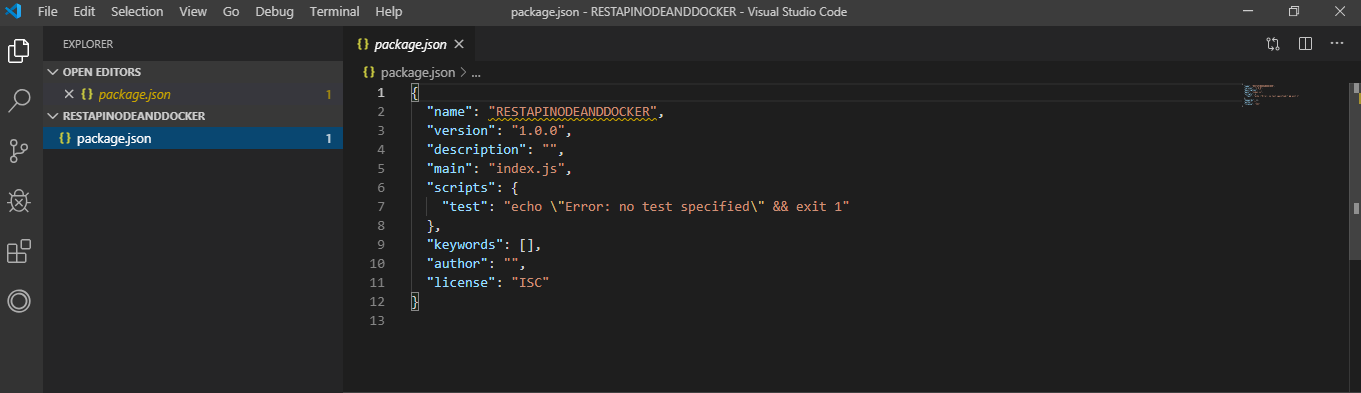 File Edit Selection View Go Debug Terminal Help
package.json - RESTAPINODEANDDOCKER - Visual Studio Code
EXPLORER
OPEN EDITORS
{} package.json 1
RESTAPINODEANDDOCKER
{} package.json 1
{} package.json
{} package.json > ...
1 {
2 "name": "RESTAPINODEANDDOCKER",
3 "version": "1.0.0",
4 "description": "",
5 "main": "index.js",
6 "scripts": {
7 "test": "echo \"Error: no test specified\" && exit 1"
8 },
9 "keywords": [],
10 "author": "",
11 "license": "ISC"
12 }
13